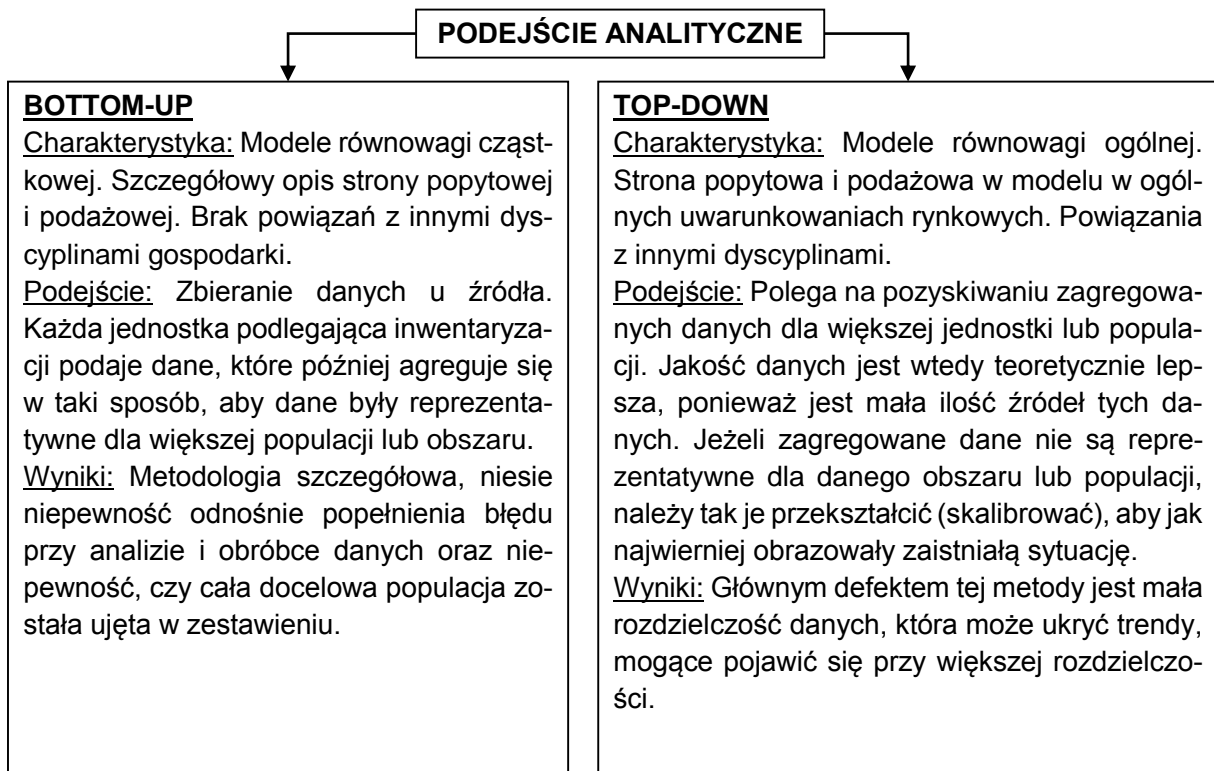 PODEJŚCIE ANALITYCZNE
BOTTOM-UP
Charakterystyka: Modele równowagi cząst-
kowej. Szczegółowy opis strony popytowej
i podażowej. Brak powiązań z innymi dys-
cyplinami gospodarki.
Podejście: Zbieranie danych u źródła.
Każda jednostka podlegająca inwentaryza-
cji podaje dane, które później agreguje się
w taki sposób, aby dane były reprezenta-
tywne dla większej populacji lub obszaru.
Wyniki: Metodologia szczegółowa, niesie
niepewność odnośnie popełnienia błędu
przy analizie i obróbce danych oraz nie-
pewność, czy cała docelowa populacja zo-
stała ujęta w zestawieniu.
TOP-DOWN
Charakterystyka: Modele równowagi ogólnej.
Strona popytowa i podażowa w modelu w ogól-
nych uwarunkowaniach rynkowych. Powiązania
z innymi dyscyplinami.
Podejście: Polega na pozyskiwaniu zagregowa-
nych danych dla większej jednostki lub popula-
cji. Jakość danych jest wtedy teoretycznie lep-
sza, ponieważ jest mała ilość źródeł tych da-
nych. Jeżeli zagregowane dane nie są repre-
zentatywne dla danego obszaru lub populacji,
należy tak je przekształcić (skalibrować), aby jak
najwierniej obrazowały zaistniałą sytuację.
Wyniki: Głównym defektem tej metody jest mała
rozdzielczość danych, która może ukryć trendy,
mogące pojawić się przy większej rozdzielczo-
ści.